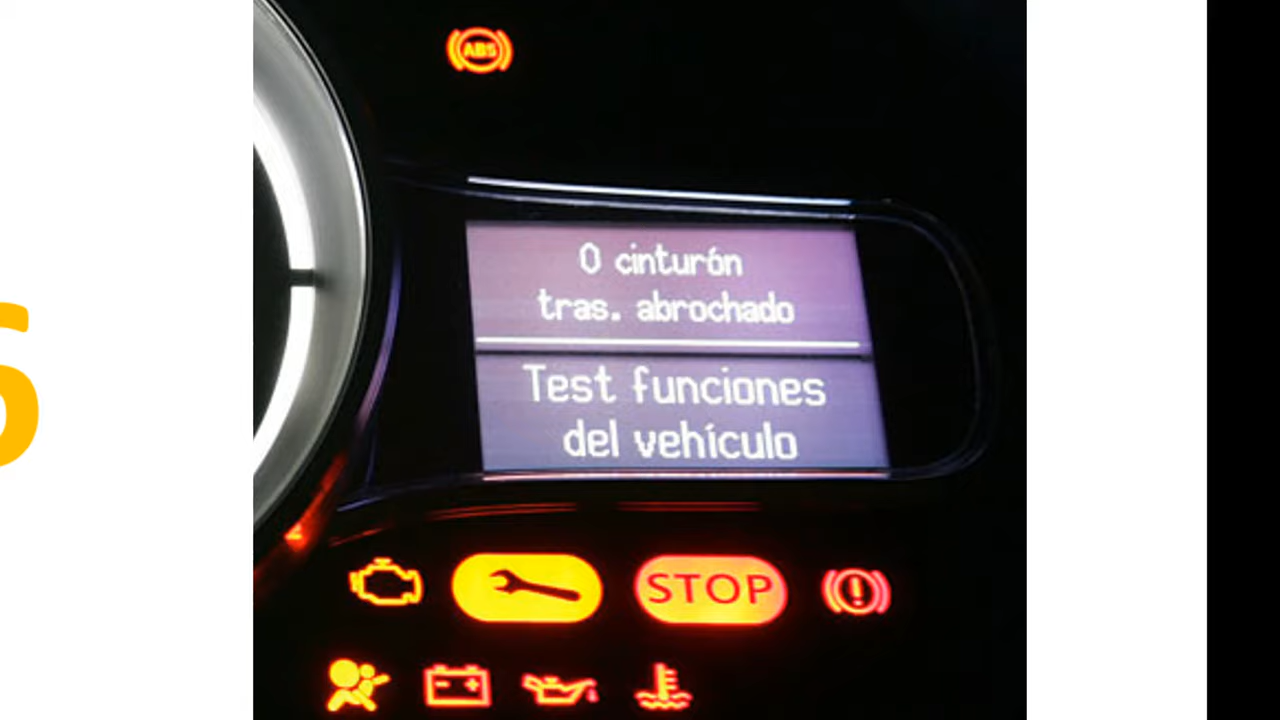 ABS
0 cinturón
tras. abrochado
Test funciones
del vehículo
STOP